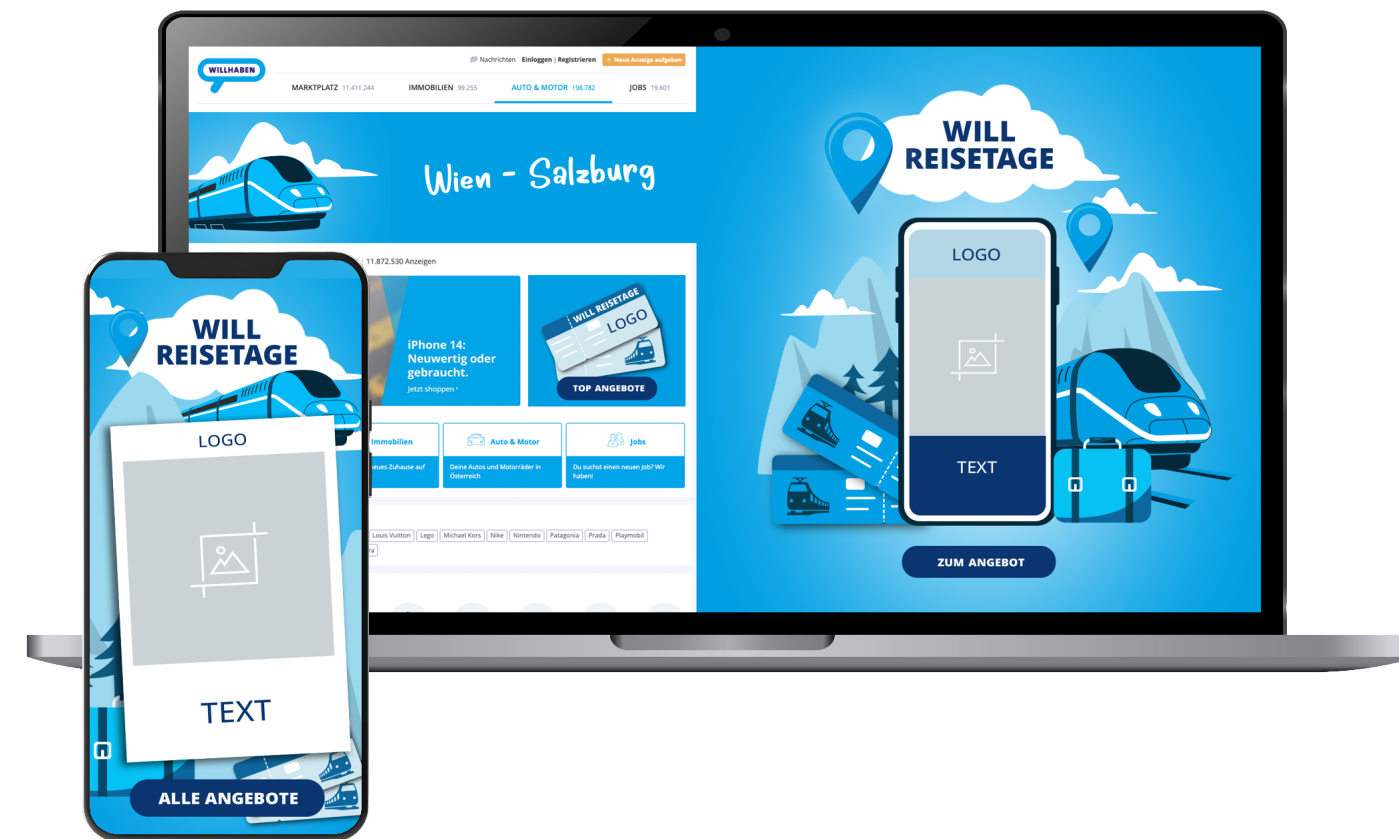 WILLHABEN
Nachrichten Einloggen | Registrieren + Neue Anzeige aufgeben
MARKTPLATZ 11.411.244 IMMOBILIEN 99.255 AUTO & MOTOR 198.782 JOBS 19.601
Wien - Salzburg
| 11.872.530 Anzeigen
iPhone 14:
Neuwertig oder
gebraucht.
Jetzt shoppen
WILL REISETAGE
LOGO
TOP ANGEBOTE
Immobilien
neues Zuhause auf
Auto & Motor
Deine Autos und Motorräder in
Österreich
Jobs
Du suchst einen neuen Job? Wir
haben!
Louis Vuitton Lego Michael Kors Nike Nintendo Patagonia Prada Playmobil
WILL
REISETAGE
LOGO
TEXT
ZUM ANGEBOT
WILL
REISETAGE
LOGO
TEXT
ALLE ANGEBOTE